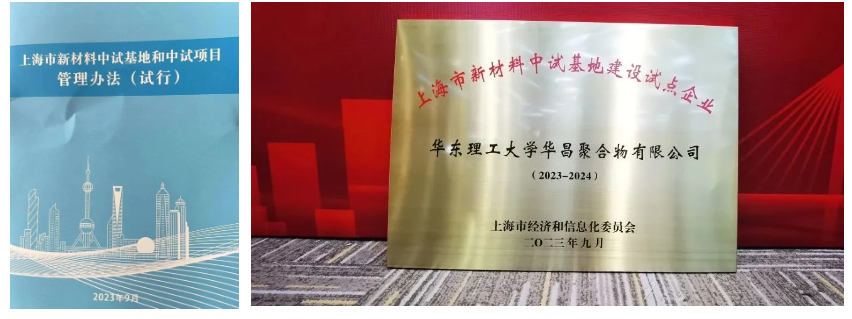 上海市新材料中试基地和中试项目
管理办法（试行）
2023年9月
上海市新材料中试基地建设试点企业
华东理工大学华昌聚合物有限公司
（2023-2024）
上海市经济和信息化委员会
二〇二三年九月